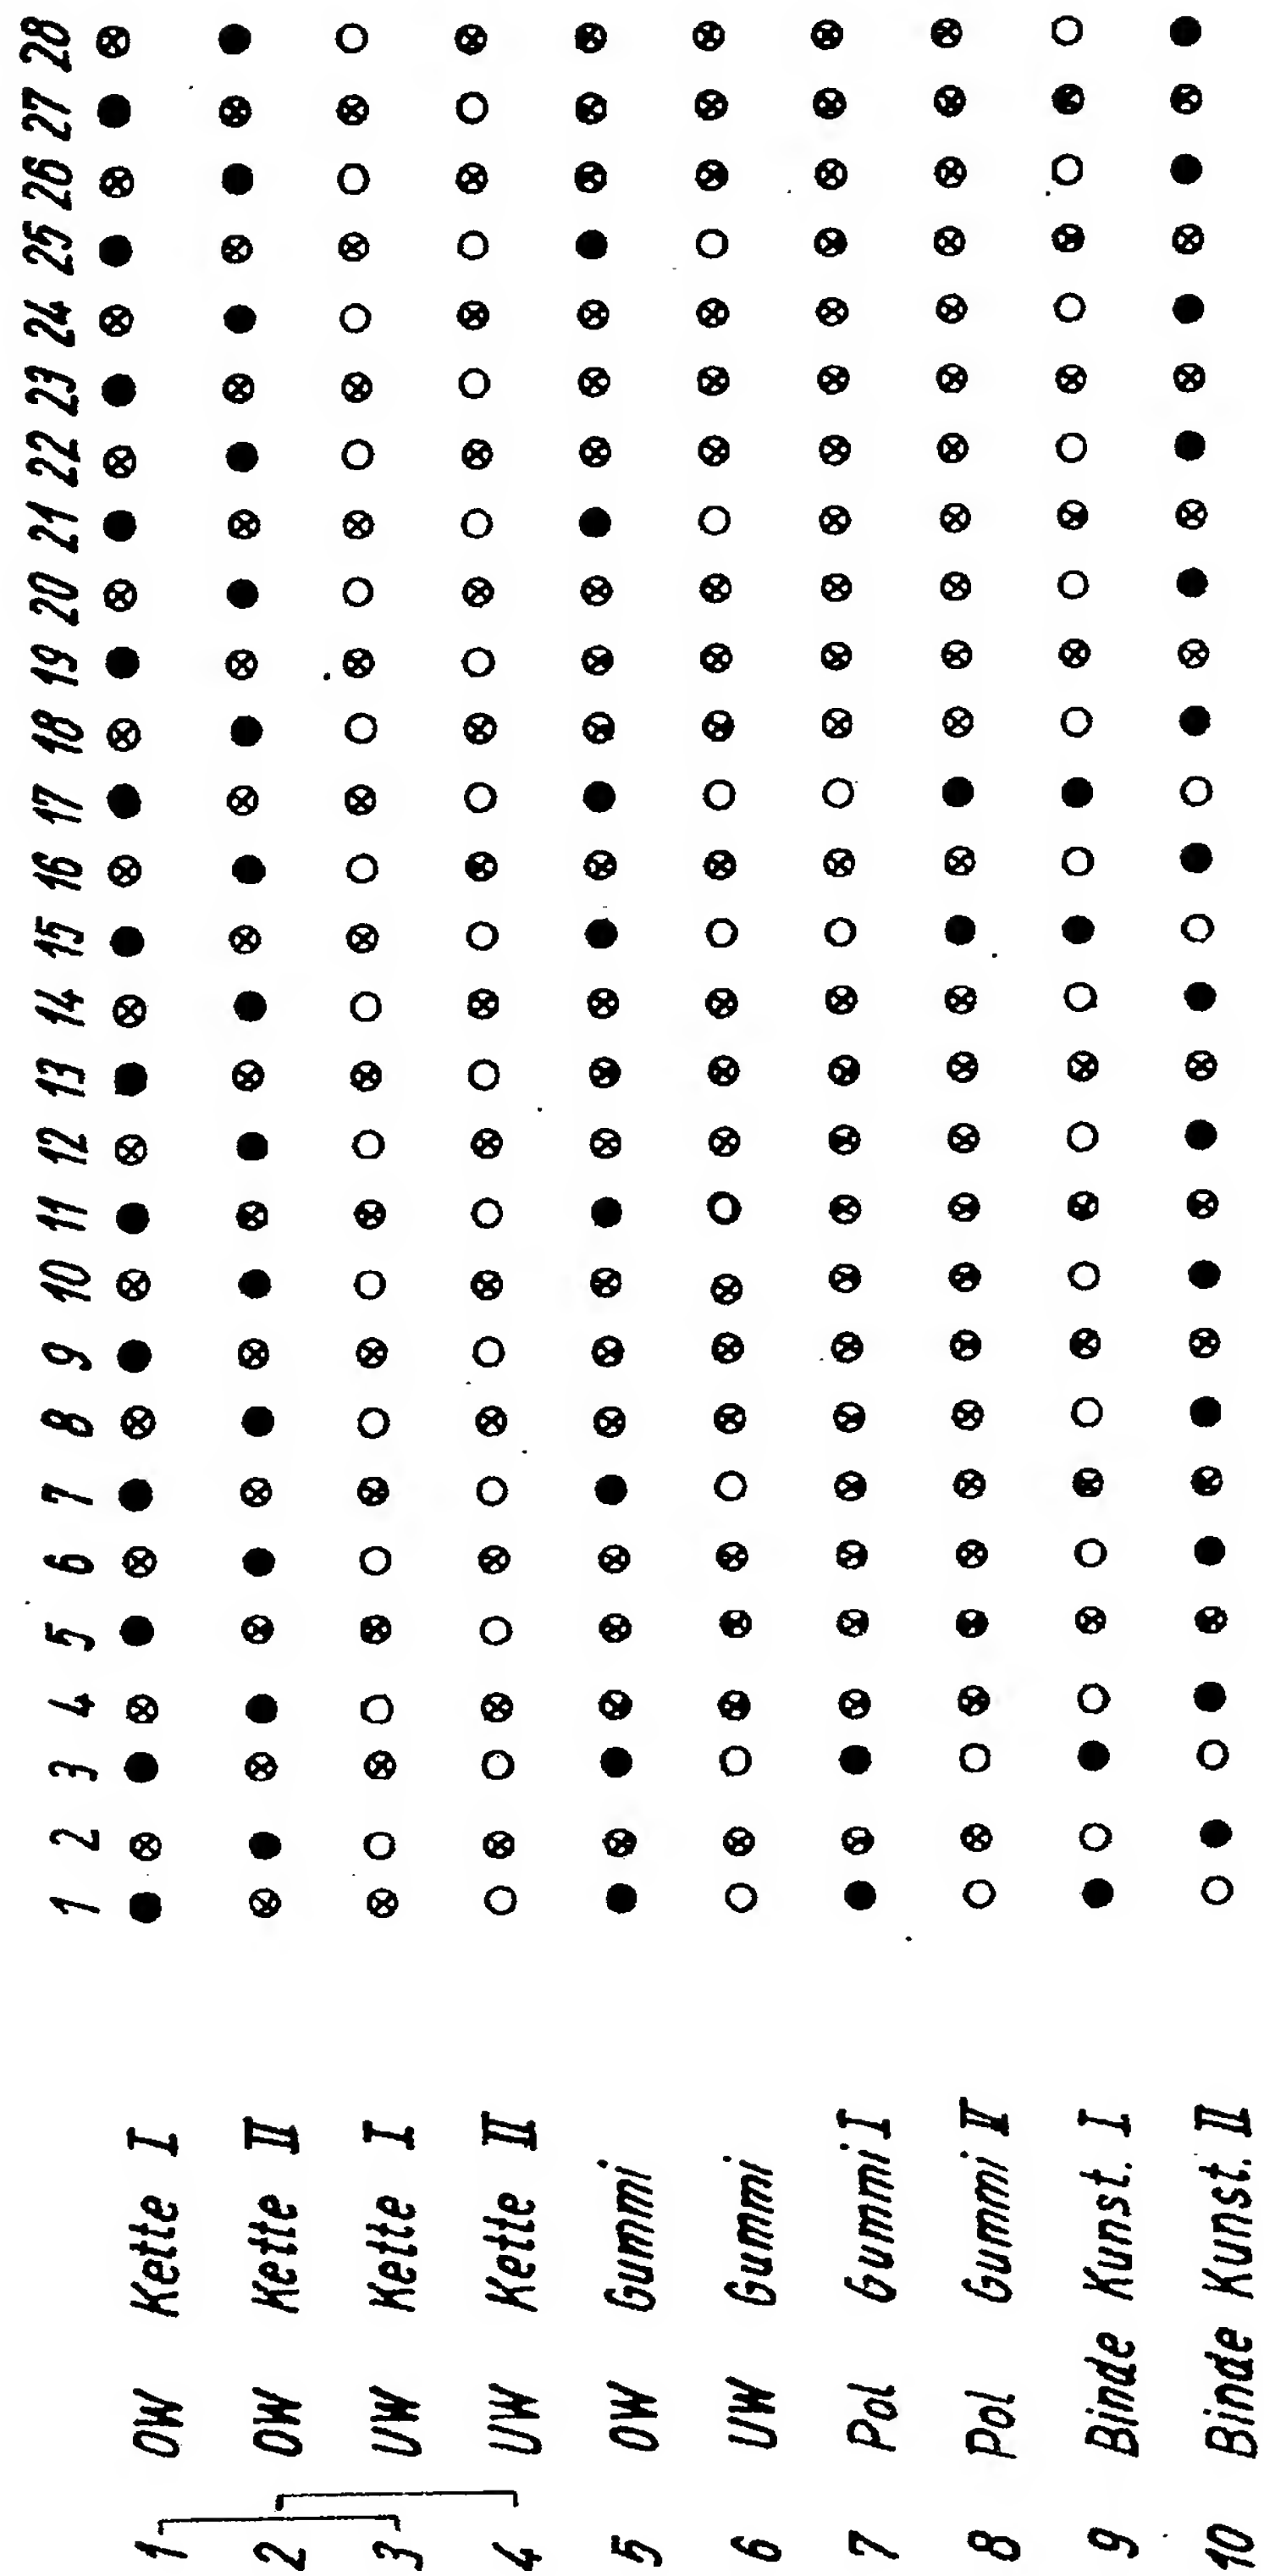 1 2 3 4 5 6 7 8 9 10 11 12 13 14 15 16 17 18 19 20 21 22 23 24 25 26 27 28
1 OW Kette I
2 OW Kette II
3 UW Kette I
4 UW Kette II
5 OW Gummi
6 UW Gummi
7 Pol Gummi I
8 Pol Gummi II
9 Binde Kunst. I
10 Binde Kunst. II